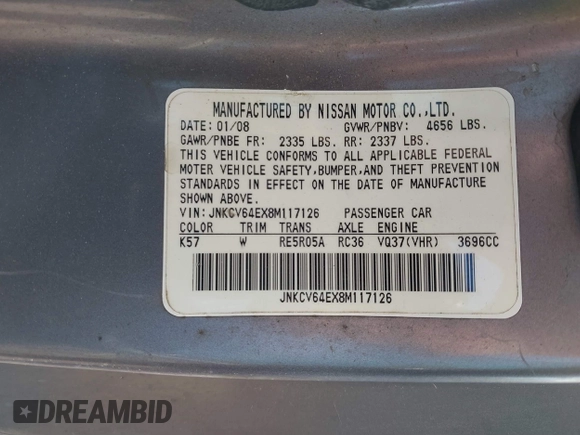 MANUFACTURED BY NISSAN MOTOR CO.,LTD.
DATE: 01/08 GVWR/PNBV: 4656 LBS.
GAWR/PNBE FR: 2335 LBS. RR: 2337 LBS.
THIS VEHICLE CONFORMS TO ALL APPLICABLE FEDERAL
MOTOR VEHICLE SAFETY, BUMPER, AND THEFT PREVENTION
STANDARDS IN EFFECT ON THE DATE OF MANUFACTURE
SHOWN ABOVE.
VIN: JNKCV64EX8M117126 PASSENGER CAR
COLOR TRIM TRANS AXLE ENGINE
K57 W RE5R05A RC36 VQ37(VHR) 3696CC
JNKCV64EX8M117126
DREAMBID